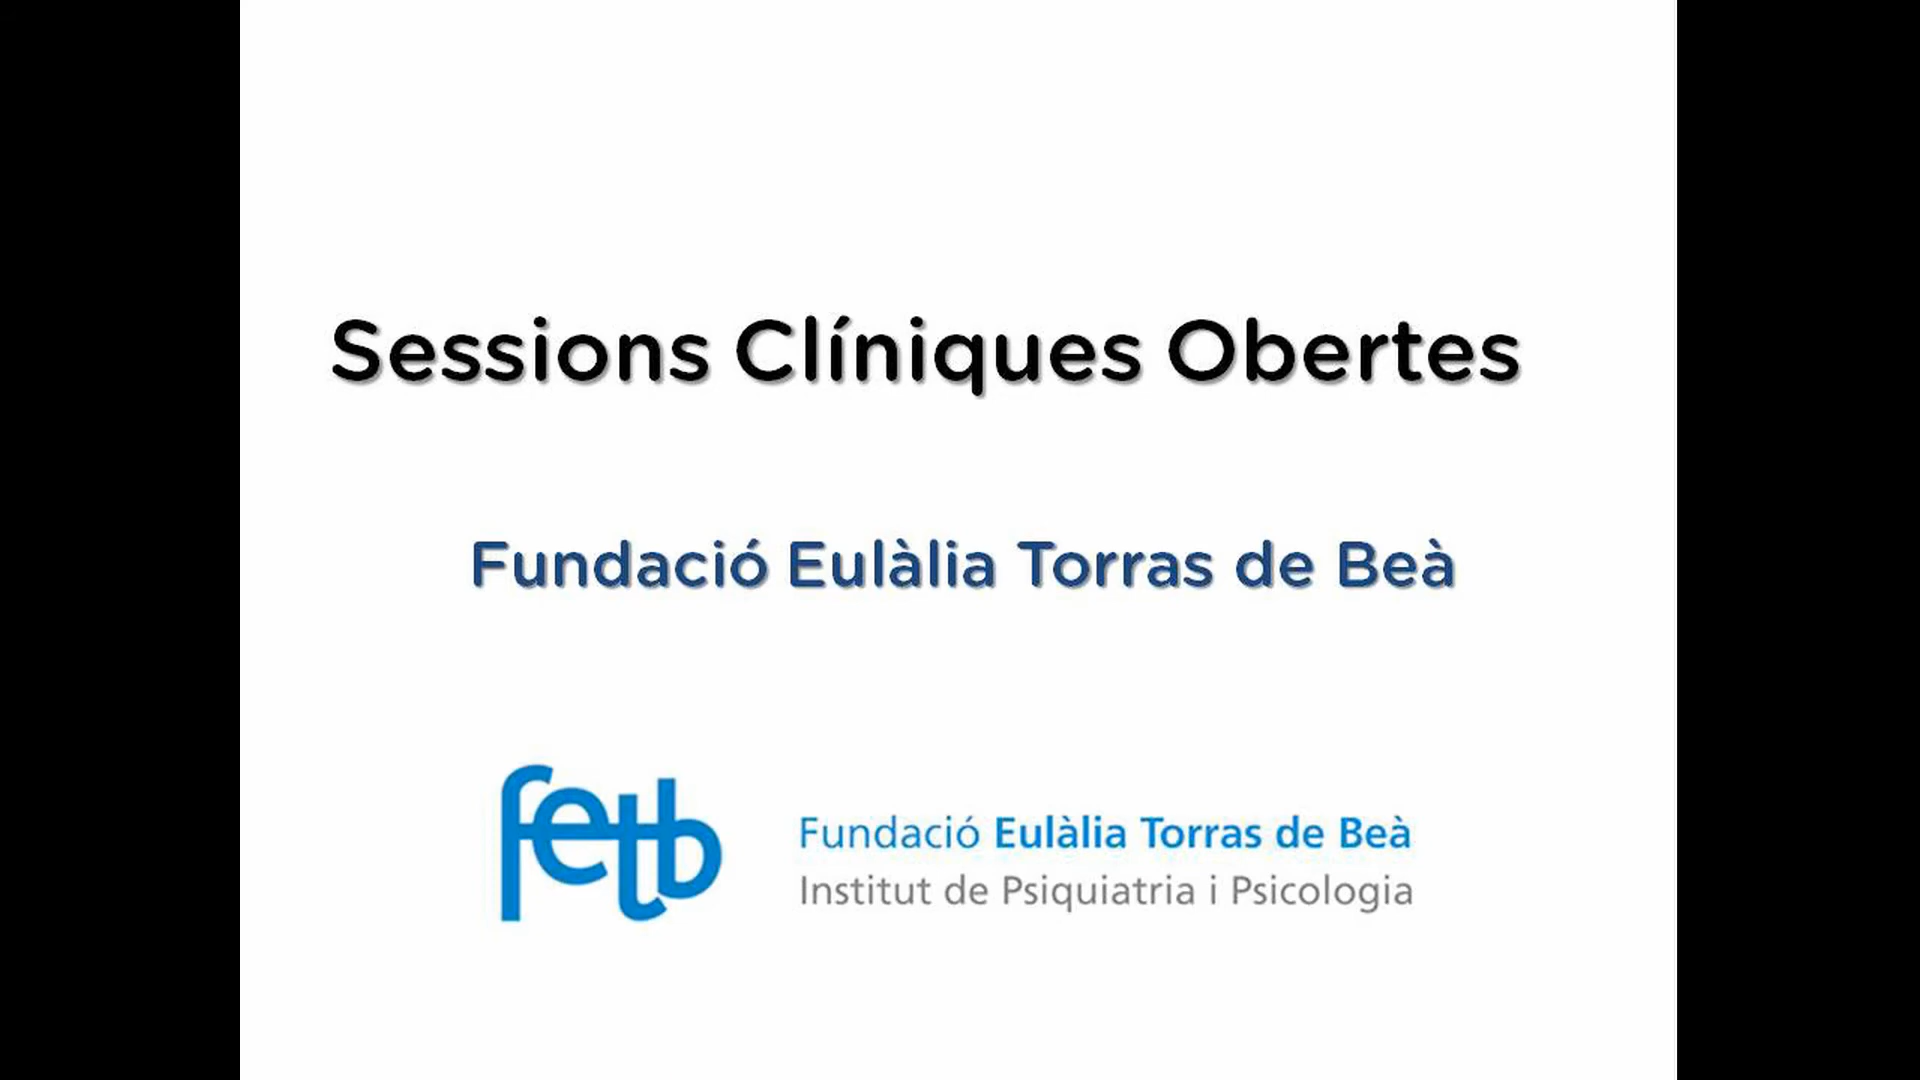 Sessions Clíniques Obertes
Fundació Eulàlia Torras de Beà
fetb
Fundació Eulàlia Torras de Beà
Institut de Psiquiatria i Psicologia